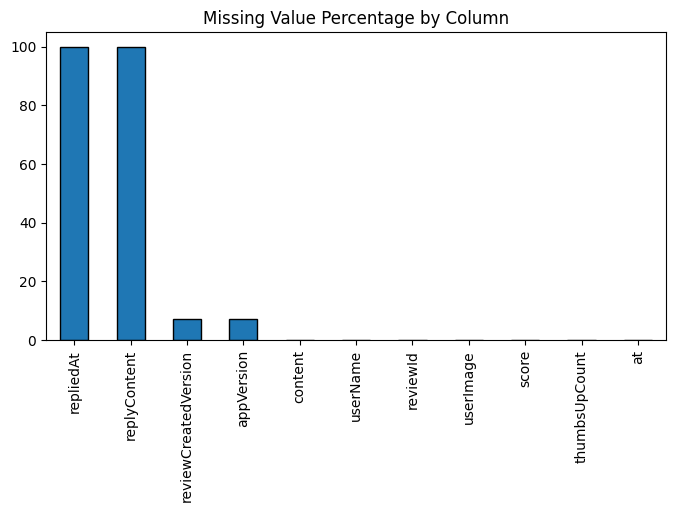 Missing Value Percentage by Column
100
80
60
40
20
0
repliedAt
replyContent
reviewCreatedVersion
appVersion
content
userName
reviewId
userImage
score
thumbsUpCount
at